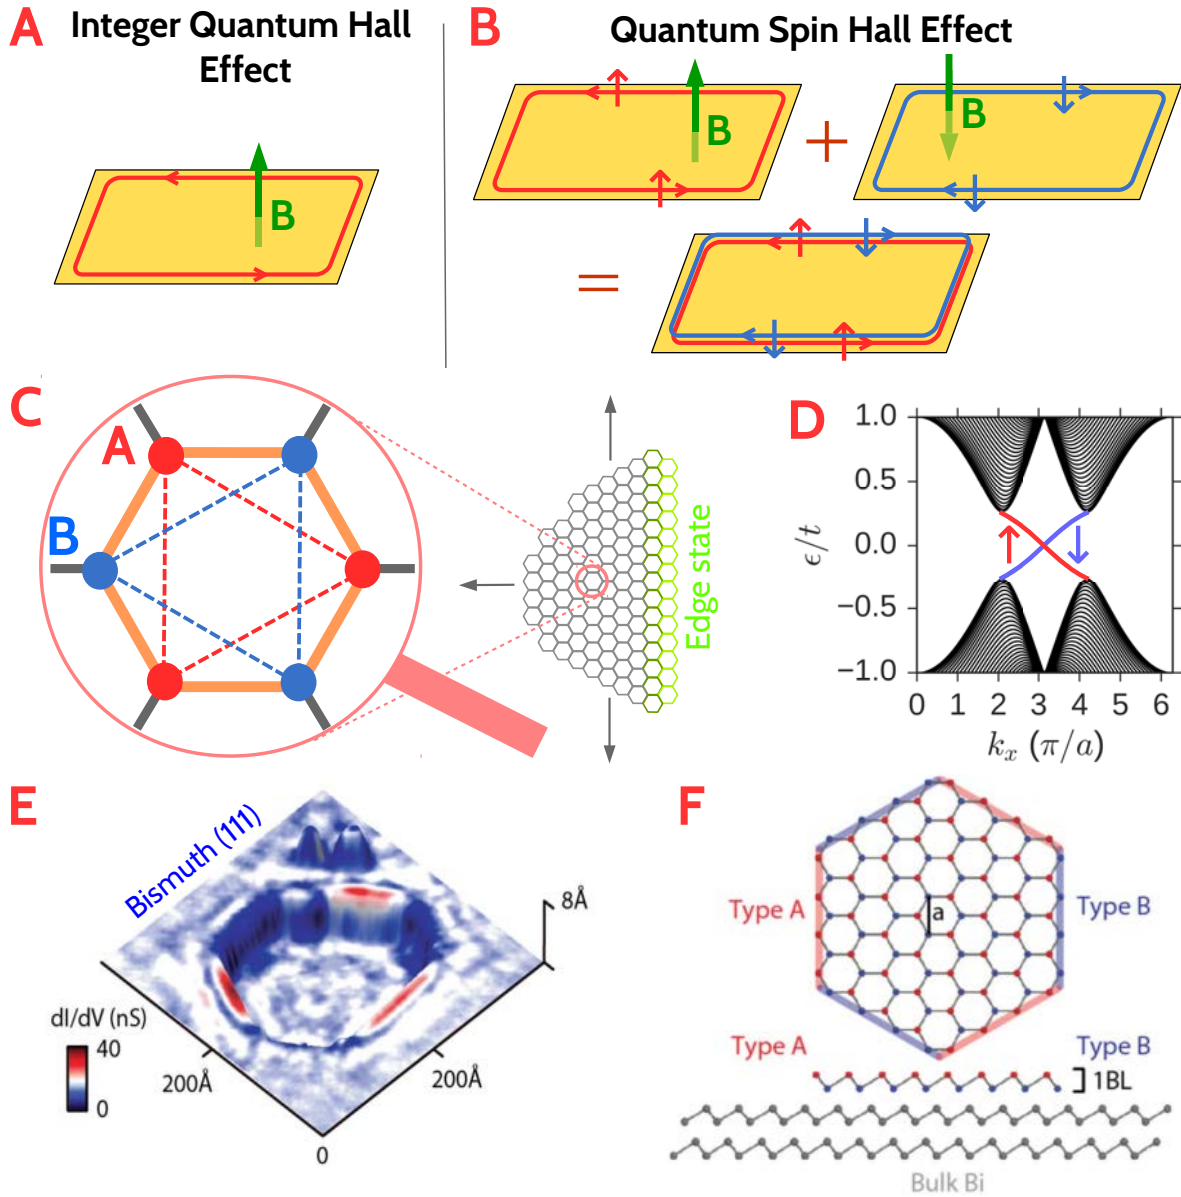 A
Integer Quantum Hall
Effect
B
B
Quantum Spin Hall Effect
B
+
B
=
C
A
B
Edge state
D
1.0
0.5
0.0
−0.5
−1.0
ϵ/t
0 1 2 3 4 5 6
kₓ (π/a)
E
Bismuth (111)
8Å
dI/dV (nS)
40
0
200Å
200Å
0
F
Type A
a
Type B
Type A
Type B
1BL
Bulk Bi